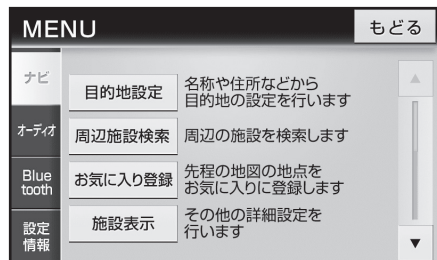 MENU
もどる
ナビ
オーディオ
Blue
tooth
設定
情報
目的地設定
名称や住所などから
目的地の設定を行います
周辺施設検索
周辺の施設を検索します
お気に入り登録
先程の地図の地点を
お気に入りに登録します
施設表示
その他の詳細設定を
行います